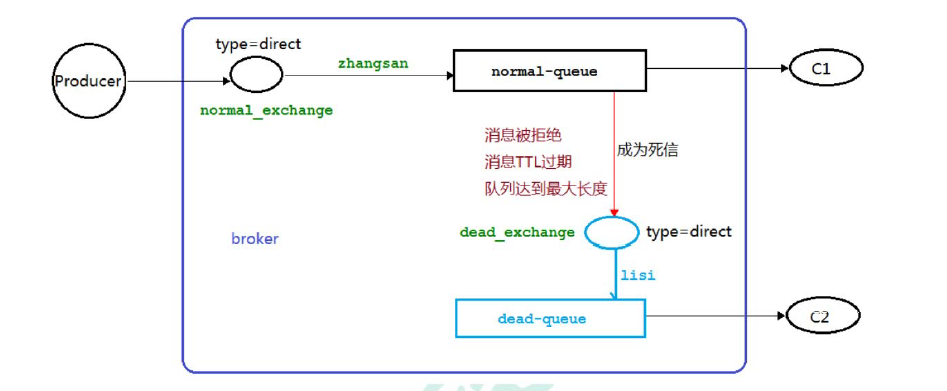 type=direct
zhangsan
Producer
normal-queue
C1
normal_exchange
消息被拒绝
消息TTL过期
成为死信
队列达到最大长度
dead_exchange
type=direct
broker
lisi
dead-queue
C2